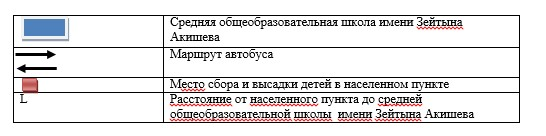 Средняя общеобразовательная школа имени Зейтына
Акишева
Маршрут автобуса
Место сбора и высадки детей в населенном пункте
L
Расстояние от населенного пункта до средней
общеобразовательной школы имени Зейтына Акишева